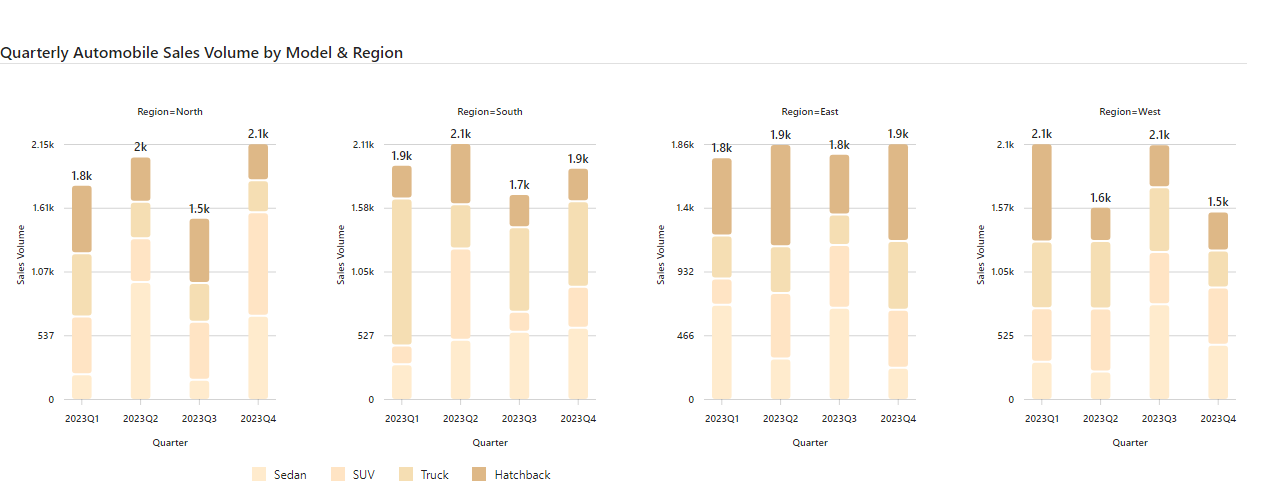 Quarterly Automobile Sales Volume by Model & Region
Region=North
2.15k
1.61k
1.07k
537
0
Sales Volume
1.8k
2k
1.5k
2.1k
2023Q1 2023Q2 2023Q3 2023Q4
Quarter
Region=South
2.11k
1.58k
1.05k
527
0
Sales Volume
1.9k
2.1k
1.7k
1.9k
2023Q1 2023Q2 2023Q3 2023Q4
Quarter
Region=East
1.86k
1.4k
932
466
0
Sales Volume
1.8k
1.9k
1.8k
1.9k
2023Q1 2023Q2 2023Q3 2023Q4
Quarter
Region=West
2.1k
1.57k
1.05k
525
0
Sales Volume
2.1k
1.6k
2.1k
1.5k
2023Q1 2023Q2 2023Q3 2023Q4
Quarter
Sedan SUV Truck Hatchback